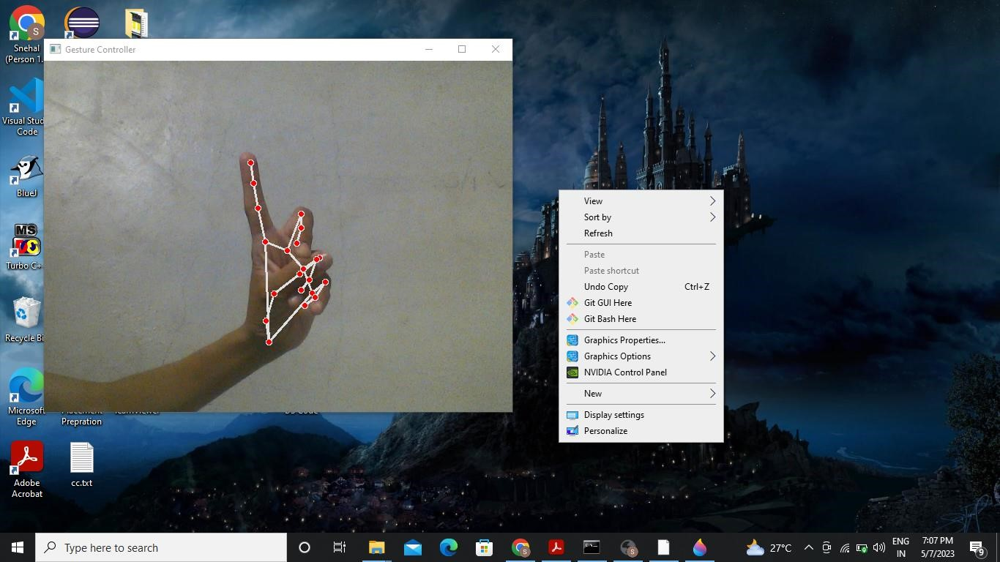 S
Snehal
(Person 1...
Gesture Controller
Visual Stud
Code
BlueJ
MS
Turbo C+
Recycle Bi
Microsoft
Edge
Prepration
Adobe
Acrobat
cc.txt
View
Sort by
Refresh
Paste
Paste shortcut
Undo Copy Ctrl+Z
Git GUI Here
Git Bash Here
Graphics Properties...
Graphics Options
NVIDIA Control Panel
New
Display settings
Personalize
Type here to search
S
S
27°C
ENG
IN
7:07 PM
5/7/2023
9